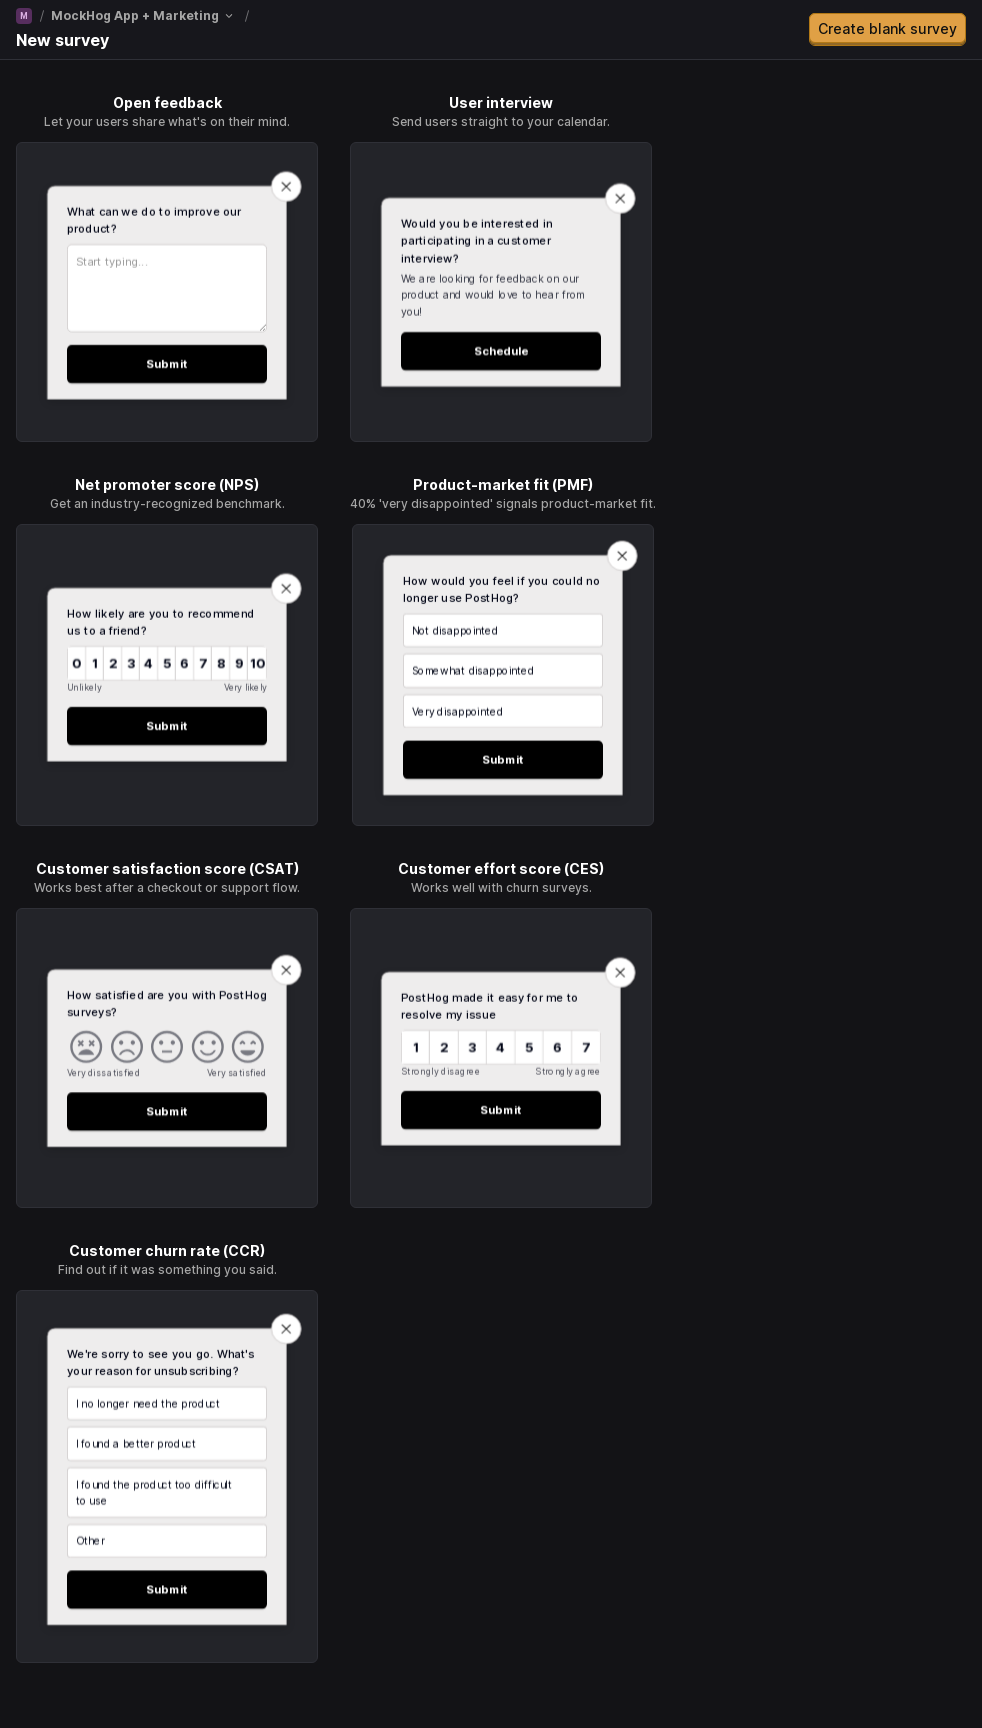 M / MockHog App + Marketing /
New survey
Create blank survey
Open feedback
Let your users share what's on their mind.
What can we do to improve our
product?
Start typing...
Submit
User interview
Send users straight to your calendar.
Would you be interested in
participating in a customer
interview?
We are looking for feedback on our
product and would love to hear from
you!
Schedule
Net promoter score (NPS)
Get an industry-recognized benchmark.
How likely are you to recommend
us to a friend?
0 1 2 3 4 5 6 7 8 9 10
Unlikely Very likely
Submit
Product-market fit (PMF)
40% 'very disappointed' signals product-market fit.
How would you feel if you could no
longer use PostHog?
Not disappointed
Somewhat disappointed
Very disappointed
Submit
Customer satisfaction score (CSAT)
Works best after a checkout or support flow.
How satisfied are you with PostHog
surveys?
Very dissatisfied Very satisfied
Submit
Customer effort score (CES)
Works well with churn surveys.
PostHog made it easy for me to
resolve my issue
1 2 3 4 5 6 7
Strongly disagree Strongly agree
Submit
Customer churn rate (CCR)
Find out if it was something you said.
We're sorry to see you go. What's
your reason for unsubscribing?
I no longer need the product
I found a better product
I found the product too difficult
to use
Other
Submit